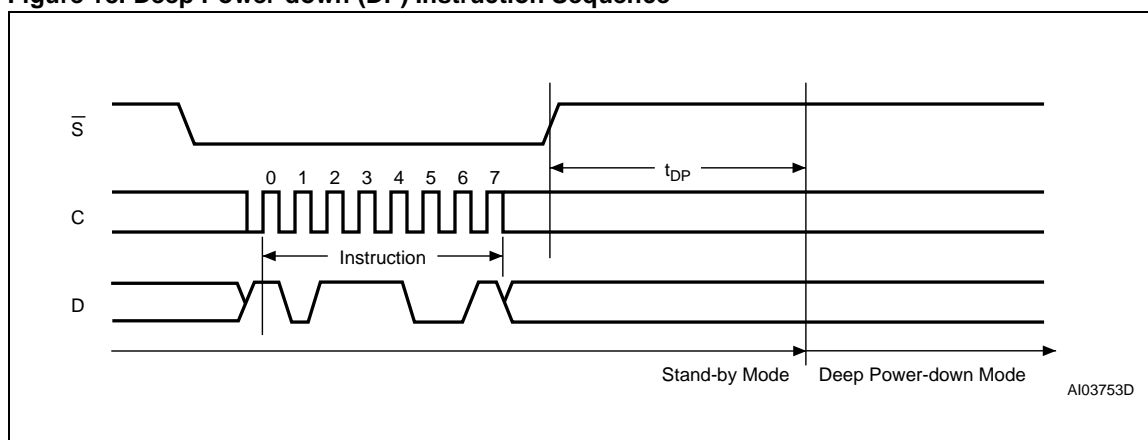 Figure 16. Deep Power-down (DP) Instruction Sequence
S
tDP
0 1 2 3 4 5 6 7
C
Instruction
D
Stand-by Mode
Deep Power-down Mode
AI03753D